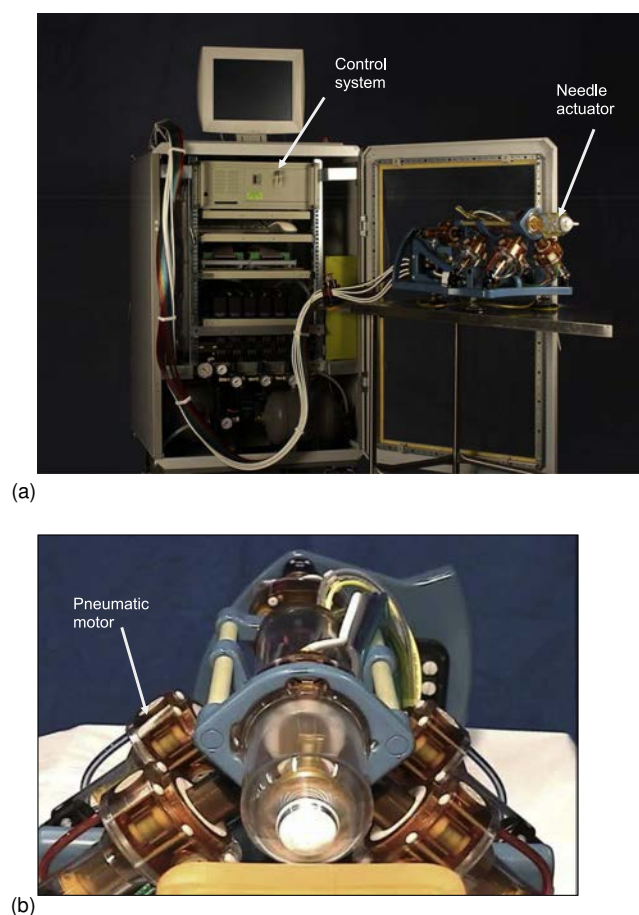 Control
system
Needle
actuator
(a)
Pneumatic
motor
(b)